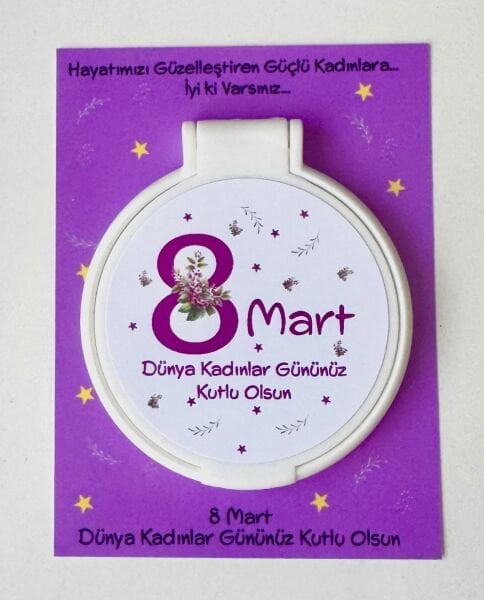 Hayatımızı Güzelleştiren Güçlü Kadınlara...
İyi ki Varsınız...
8 Mart
Dünya Kadınlar Gününüz
Kutlu Olsun
8 Mart
Dünya Kadınlar Gününüz Kutlu Olsun